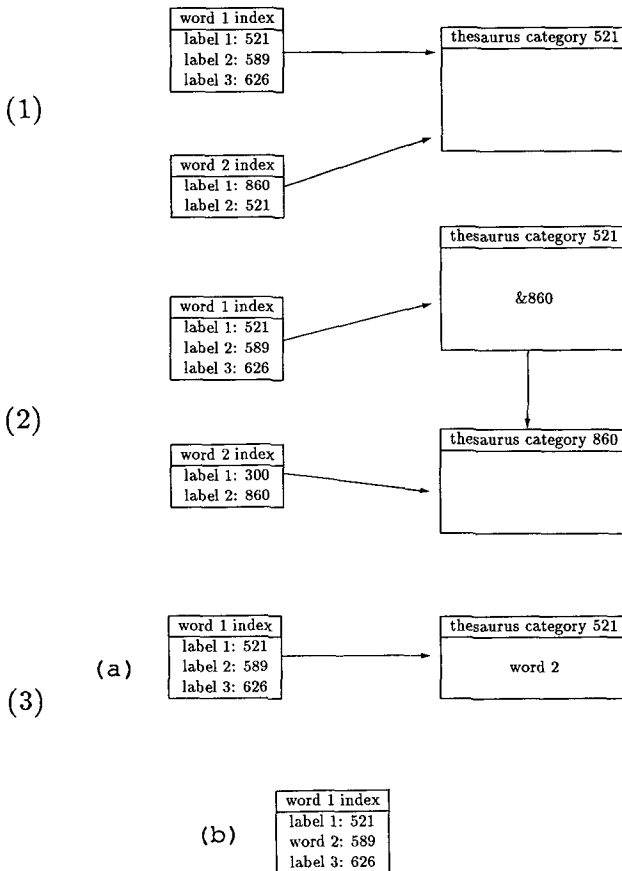 (1)
word 1 index
label 1: 521
label 2: 589
label 3: 626
thesaurus category 521
word 2 index
label 1: 860
label 2: 521
(2)
word 1 index
label 1: 521
label 2: 589
label 3: 626
thesaurus category 521
&860
word 2 index
label 1: 300
label 2: 860
thesaurus category 860
(3)
(a)
word 1 index
label 1: 521
label 2: 589
label 3: 626
thesaurus category 521
word 2
(b)
word 1 index
label 1: 521
word 2: 589
label 3: 626